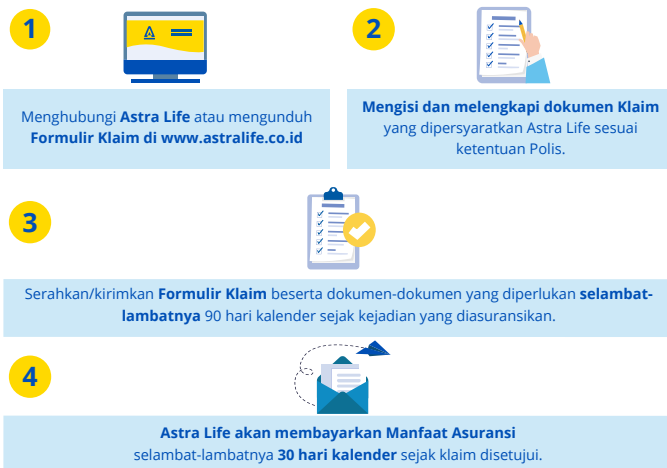 1
Menghubungi Astra Life atau mengunduh
Formulir Klaim di www.astralife.co.id
2
Mengisi dan melengkapi dokumen Klaim
yang dipersyaratkan Astra Life sesuai
ketentuan Polis.
3
Serahkan/kirimkan Formulir Klaim beserta dokumen-dokumen yang diperlukan selambat-
lambatnya 90 hari kalender sejak kejadian yang diasuransikan.
4
Astra Life akan membayarkan Manfaat Asuransi
selambat-lambatnya 30 hari kalender sejak klaim disetujui.